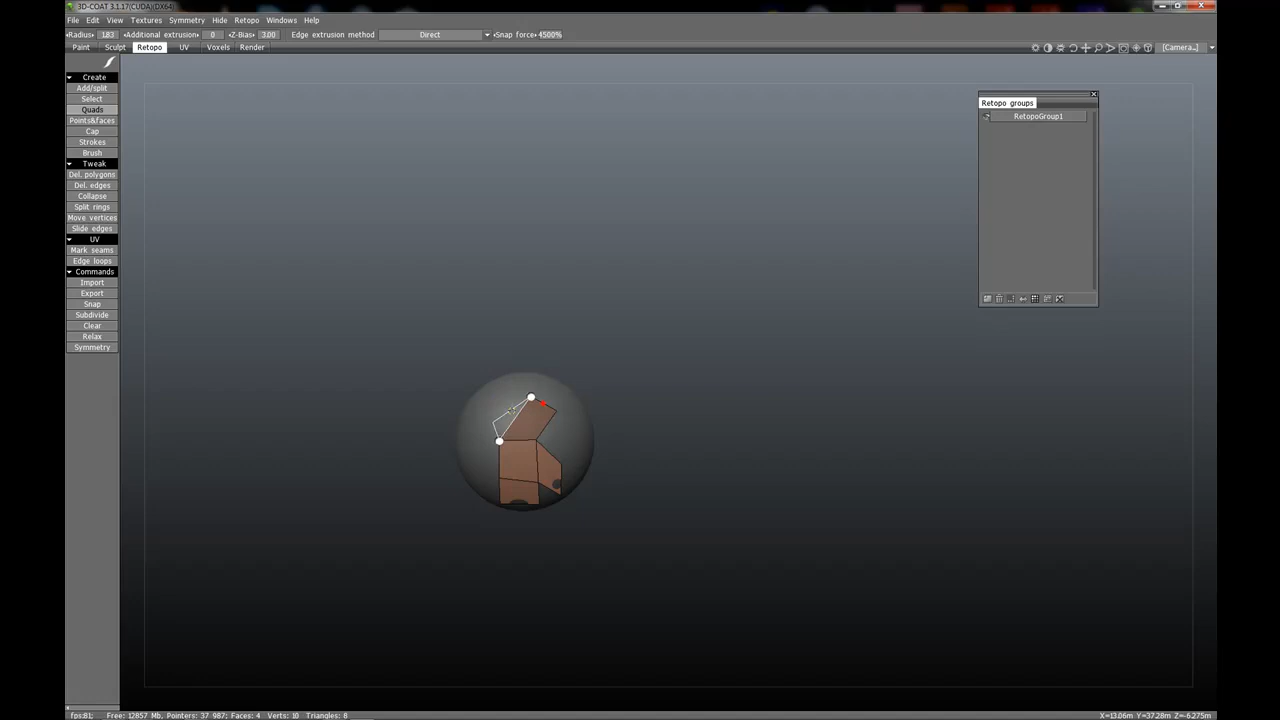 3D-COAT 3.1.17(CUDA)(DX64)
File Edit View Textures Symmetry Hide Retopo Windows Help
Radius 1.83 Additional extrusion 0 Z-Bias 3.00 Edge extrusion method Direct Snap force 4500%
Paint Sculpt Retopo UV Voxels Render [Camera..]
Create
Add/split
Select
Quads
Points&faces
Cap
Strokes
Brush
Tweak
Del. polygons
Del. edges
Collapse
Split rings
Move vertices
Slide edges
UV
Mark seams
Edge loops
Commands
Import
Export
Snap
Subdivide
Clear
Relax
Symmetry
Retopo groups
RetopoGroup1
fps:81; Free: 12857 Mb, Pointers: 37 987; Faces: 4 Verts: 10 Triangles: 8 X=13.06m Y=37.28m Z=-6.275m